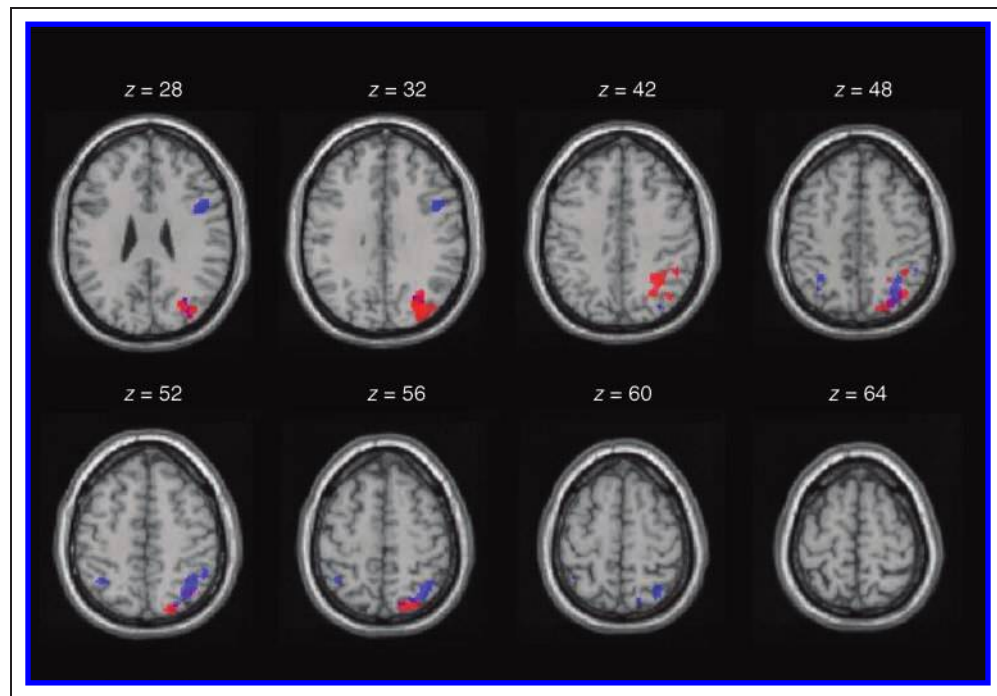 z = 28 z = 32 z = 42 z = 48
z = 52 z = 56 z = 60 z = 64